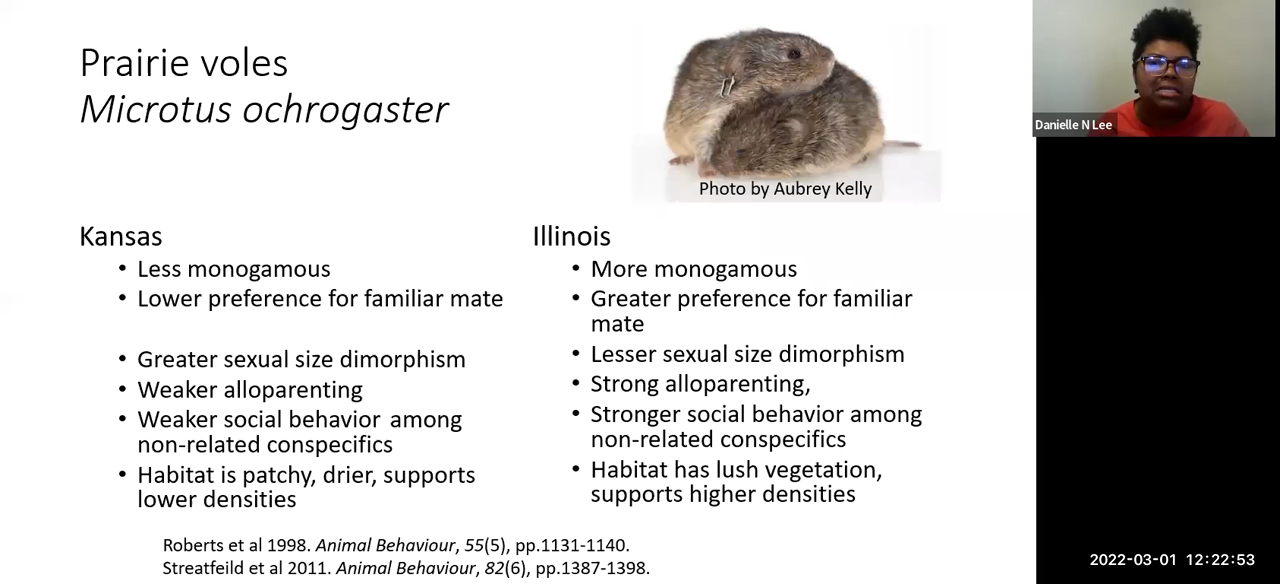 Prairie voles
Microtus ochrogaster
Photo by Aubrey Kelly
Danielle N Lee
Kansas
• Less monogamous
• Lower preference for familiar mate
• Greater sexual size dimorphism
• Weaker alloparenting
• Weaker social behavior among
non-related conspecifics
• Habitat is patchy, drier, supports
lower densities
Illinois
• More monogamous
• Greater preference for familiar
mate
• Lesser sexual size dimorphism
• Strong alloparenting,
• Stronger social behavior among
non-related conspecifics
• Habitat has lush vegetation,
supports higher densities
Roberts et al 1998. Animal Behaviour, 55(5), pp.1131-1140.
Streatfeild et al 2011. Animal Behaviour, 82(6), pp.1387-1398.
2022-03-01 12:22:53